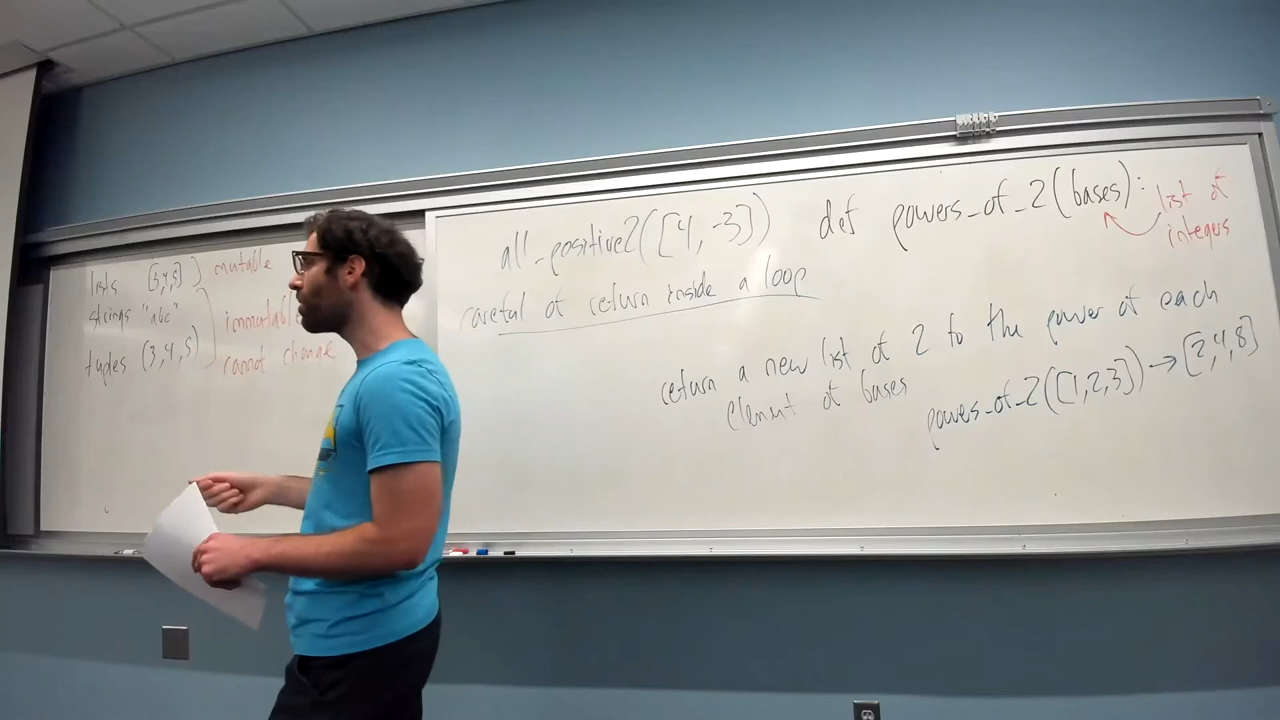 lists [3,4,5] mutable
strings "abc"
immutable
tuples (3,4,5)
cannot change
all_positive2([4,-3])
careful of return inside a loop
def powers_of_2(bases):
list of
integers
return a new list of 2 to the power of each
element of bases
powers_of_2([1,2,3]) → [2,4,8]